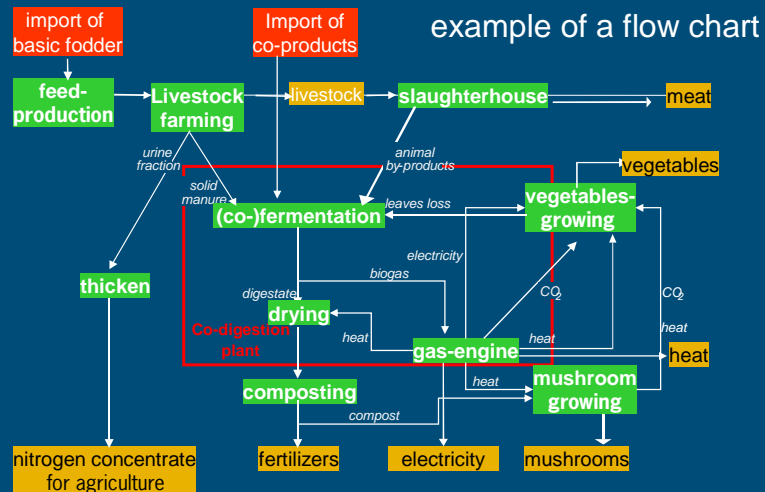 example of a flow chart
import of
basic fodder
Import of
co-products
feed-
production
Livestock
farming
livestock
slaughterhouse
meat
urine
fraction
solid
manure
animal
by-products
vegetables
(co-)fermentation
leaves loss
vegetables-
growing
electricity
biogas
thicken
digestate
CO2
CO2
drying
Co-digestion
plant
heat
gas-engine
heat
heat
heat
composting
heat
mushroom
growing
compost
nitrogen concentrate
for agriculture
fertilizers
electricity
mushrooms